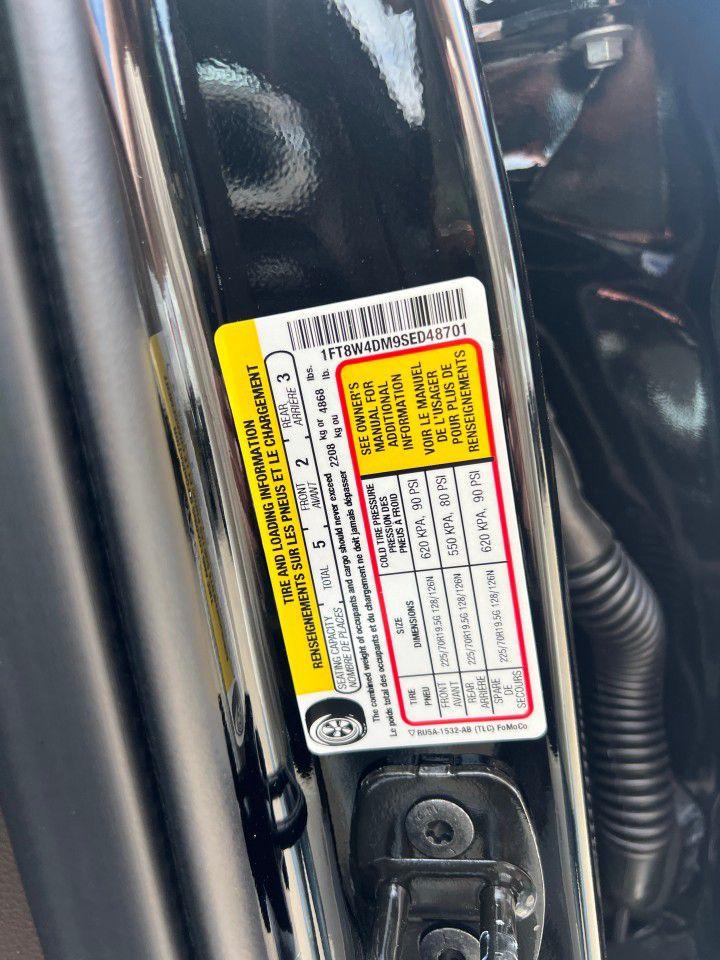 1FT8W4DM9SED48701
TIRE AND LOADING INFORMATION
RENSEIGNEMENTS SUR LES PNEUS ET LE CHARGEMENT
SEATING CAPACITY TOTAL 5 FRONT 2 REAR 3
NOMBRE DE PLACES AVANT ARRIÈRE
The combined weight of occupants and cargo should never exceed 2208 kg or 4868 lbs.
Le poids total des occupants et du chargement ne doit jamais dépasser kg ou lb.
TIRE SIZE COLD TIRE PRESSURE
PNEU DIMENSIONS PRESSION DES
PNEUS À FROID
FRONT 225/70R19.5G 128/126N 620 KPA, 90 PSI
AVANT
REAR 225/70R19.5G 128/126N 550 KPA, 80 PSI
ARRIÈRE
SPARE 225/70R19.5G 128/126N 620 KPA, 90 PSI
DE
SECOURS
SEE OWNER'S
MANUAL FOR
ADDITIONAL
INFORMATION
VOIR LE MANUEL
DE L'USAGER
POUR PLUS DE
RENSEIGNEMENTS
RU5A-1532-AB (TLC) FoMoCo